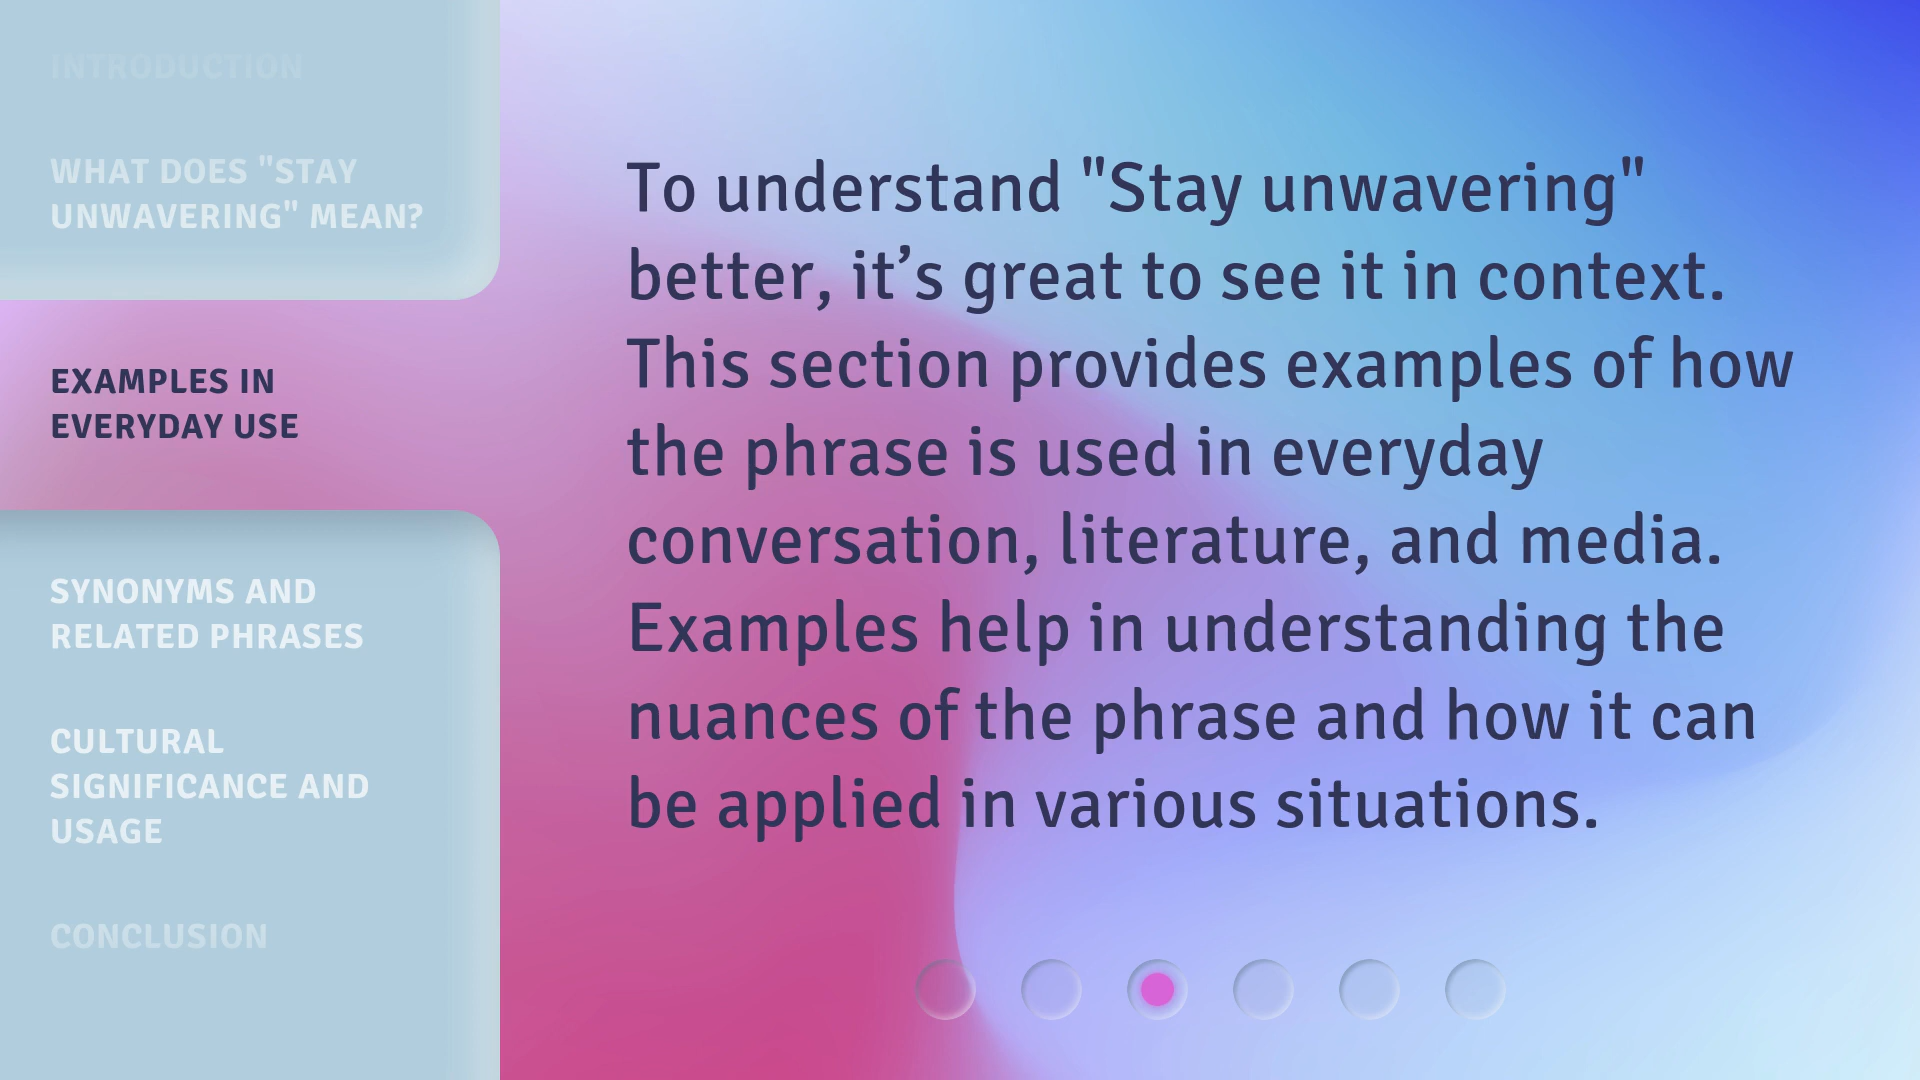 INTRODUCTION
WHAT DOES "STAY
UNWAVERING" MEAN?
EXAMPLES IN
EVERYDAY USE
SYNONYMS AND
RELATED PHRASES
CULTURAL
SIGNIFICANCE AND
USAGE
CONCLUSION
To understand "Stay unwavering"
better, it’s great to see it in context.
This section provides examples of how
the phrase is used in everyday
conversation, literature, and media.
Examples help in understanding the
nuances of the phrase and how it can
be applied in various situations.